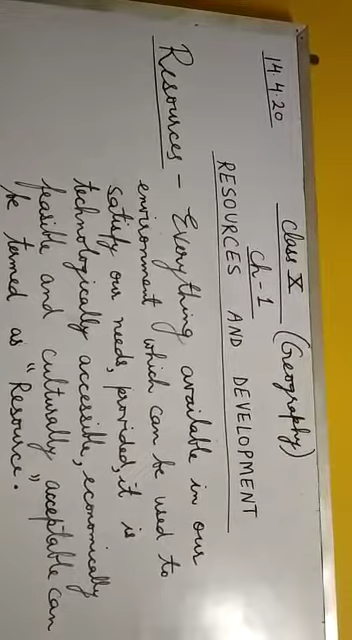 14.4.20
Class X (Geography)
Ch-1
RESOURCES AND DEVELOPMENT
Resources - Everything available in our
environment which can be used to
satisfy our needs, provided, it is
technologically accessible, economically
feasible and culturally acceptable can
be termed as "Resource".